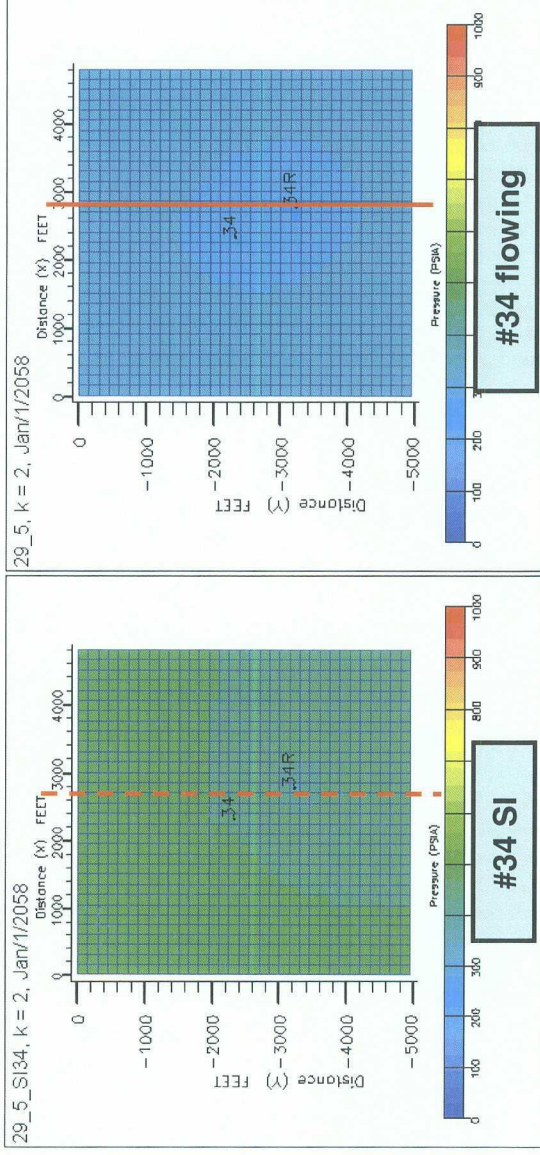 29_5_SI34, k = 2, Jan/1/2058
Distance (X) FEET
0 1000 2000 3000 4000
0
-1000
-2000
-3000
-4000
-5000
Distance (Y) FEET
34
34R
Pressure (PSIA)
0 100 200 300 800 900 1000
#34 SI
29_5, k = 2, Jan/1/2058
Distance (X) FEET
0 1000 2000 3000 4000
0
-1000
-2000
-3000
-4000
-5000
Distance (Y) FEET
34
34R
Pressure (PSIA)
0 100 200 900 1000
#34 flowing